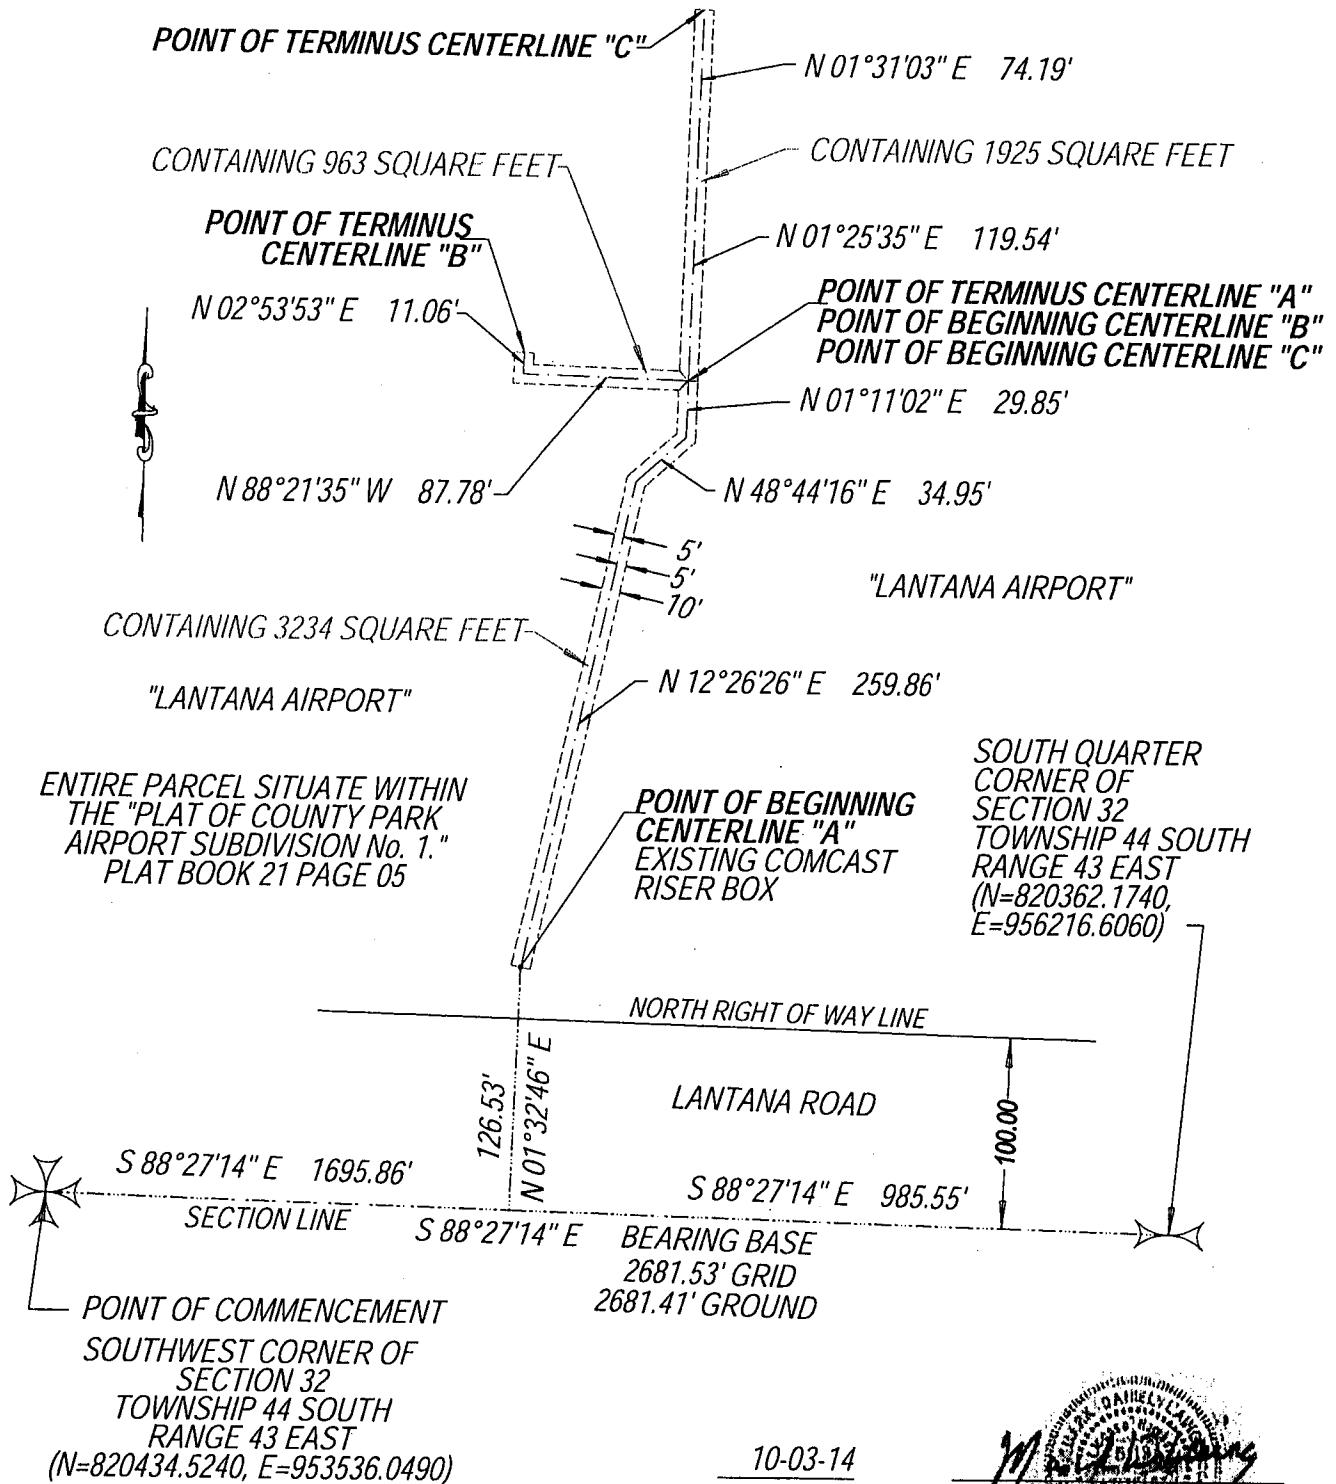 POINT OF TERMINUS CENTERLINE "C"
N 01°31'03" E 74.19'
CONTAINING 963 SQUARE FEET
CONTAINING 1925 SQUARE FEET
POINT OF TERMINUS
CENTERLINE "B"
N 01°25'35" E 119.54'
N 02°53'53" E 11.06'
POINT OF TERMINUS CENTERLINE "A"
POINT OF BEGINNING CENTERLINE "B"
POINT OF BEGINNING CENTERLINE "C"
N 01°11'02" E 29.85'
N 88°21'35" W 87.78'
N 48°44'16" E 34.95'
5'
5'
10'
"LANTANA AIRPORT"
CONTAINING 3234 SQUARE FEET
N 12°26'26" E 259.86'
"LANTANA AIRPORT"
ENTIRE PARCEL SITUATE WITHIN
THE "PLAT OF COUNTY PARK
AIRPORT SUBDIVISION No. 1."
PLAT BOOK 21 PAGE 05
POINT OF BEGINNING
CENTERLINE "A"
EXISTING COMCAST
RISER BOX
SOUTH QUARTER
CORNER OF
SECTION 32
TOWNSHIP 44 SOUTH
RANGE 43 EAST
(N=820362.1740,
E=956216.6060)
NORTH RIGHT OF WAY LINE
126.53'
N 01°32'46" E
LANTANA ROAD
100.00
S 88°27'14" E 1695.86'
S 88°27'14" E 985.55'
SECTION LINE
S 88°27'14" E BEARING BASE
2681.53' GRID
2681.41' GROUND
POINT OF COMMENCEMENT
SOUTHWEST CORNER OF
SECTION 32
TOWNSHIP 44 SOUTH
RANGE 43 EAST
(N=820434.5240, E=953536.0490)
10-03-14